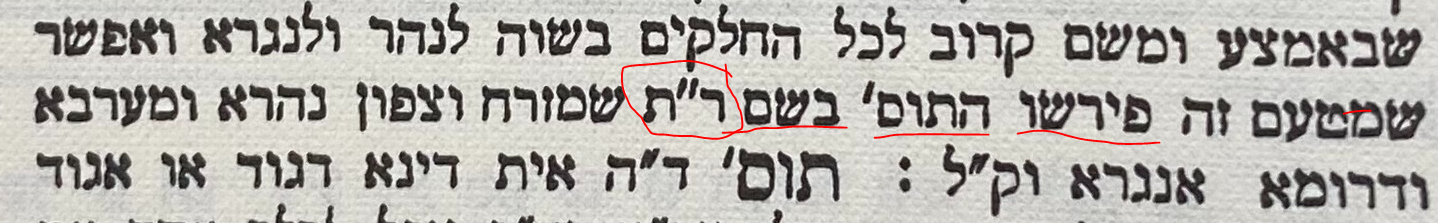 שבאמצע ומשם קרוב לכל החלקים בשוה לנהר ולנגרא ואפשר
שמטעם זה פירשו התוס' בשם ר"ת שמזרח וצפון נהרא ומערבא
ודרומא אנגרא וק"ל : תוס' ד"ה אית דינא דגוד או אגוד